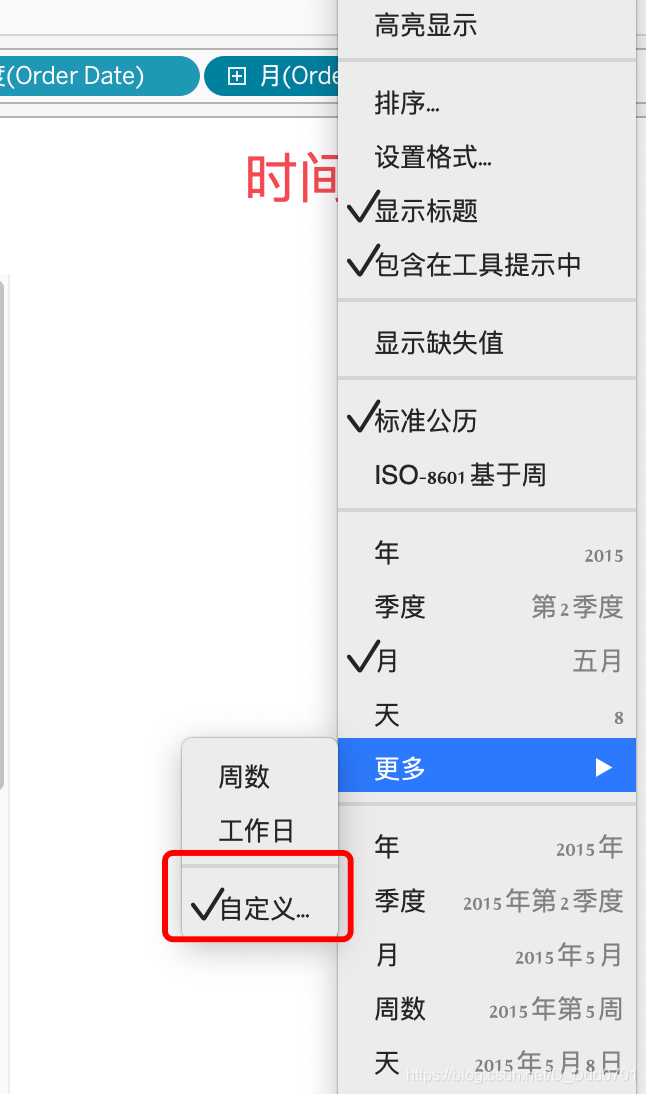 高亮显示
度(Order Date)
月(Orde
排序...
时间
设置格式...
显示标题
包含在工具提示中
显示缺失值
标准公历
ISO-8601 基于周
年 2015
季度 第 2 季度
月 五月
天 8
更多
周数
工作日
自定义...
年 2015 年
季度 2015 年第 2 季度
月 2015 年 5 月
周数 2015 年第 5 周
天 2015 年 5 月 8 日
https://blog.csdn.net/D_Ddd0701